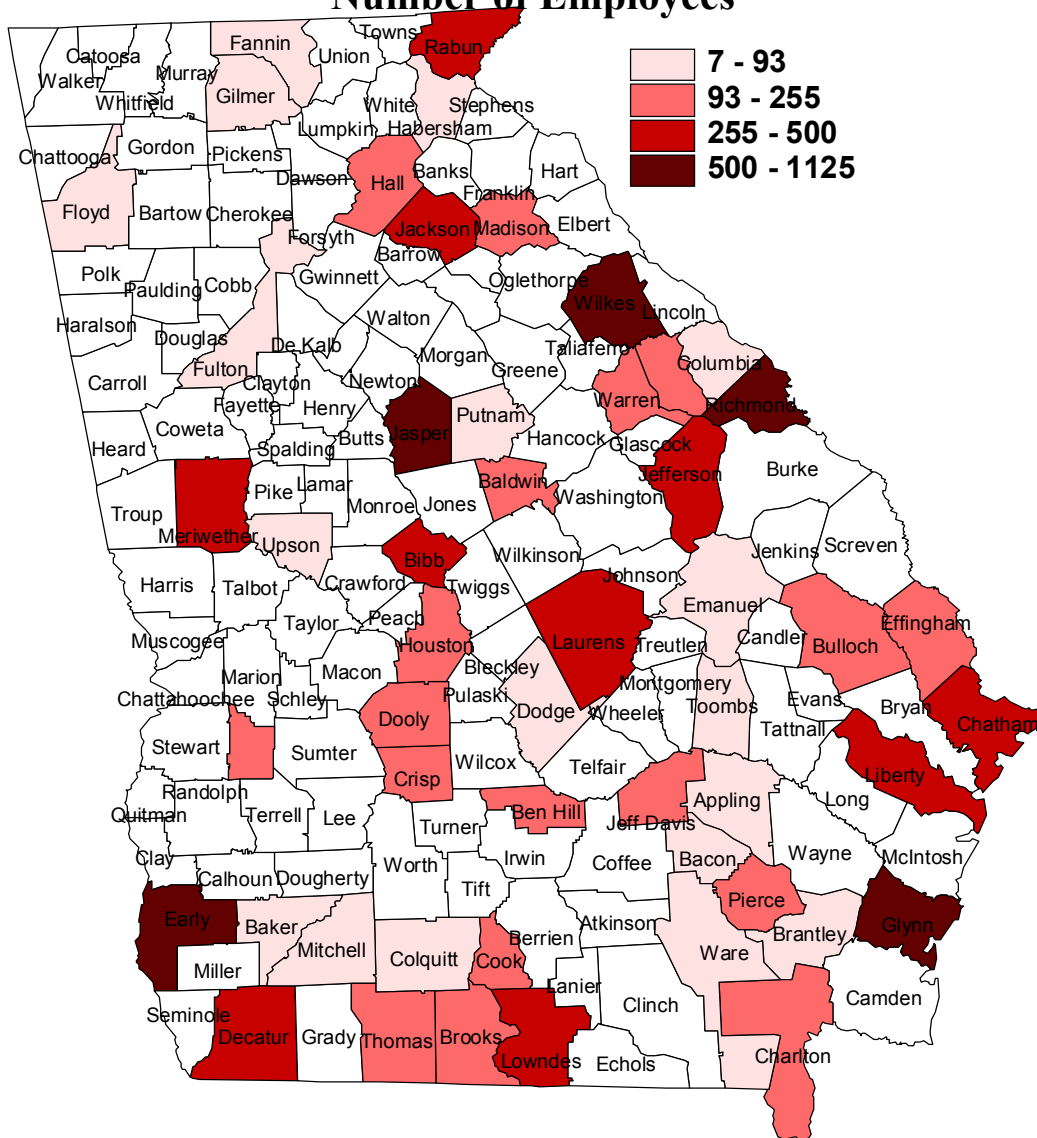 Number of Employees
7 - 93
93 - 255
255 - 500
500 - 1125
Towns
Rabun
Fannin
Union
Catoosa
Walker
Murray
Whitfield
Gilmer
White
Stephens
Lumpkin
Habersham
Chattooga
Gordon
Pickens
Dawson
Hall
Banks
Hart
Franklin
Floyd
Bartow
Cherokee
Forsyth
Jackson
Madison
Elbert
Barrow
Polk
Paulding
Cobb
Gwinnett
Oglethorpe
Wilkes
Lincoln
Haralson
Douglas
De Kalb
Walton
Taliaferro
Morgan
Greene
Columbia
Carroll
Fulton
Clayton
Newton
Fayette
Henry
Warren
Richmond
Coweta
Jasper
Putnam
Heard
Spalding
Butts
Hancock
Glascock
Jefferson
Burke
Troup
Pike
Lamar
Monroe
Jones
Baldwin
Washington
Meriwether
Upson
Bibb
Wilkinson
Jenkins
Screven
Harris
Talbot
Crawford
Twiggs
Johnson
Taylor
Peach
Emanuel
Muscogee
Houston
Laurens
Treutlen
Candler
Bulloch
Effingham
Marion
Macon
Bleckley
Chattahoochee
Schley
Pulaski
Montgomery
Dodge
Wheeler
Toombs
Evans
Bryan
Tattnall
Chatham
Stewart
Sumter
Dooly
Wilcox
Telfair
Crisp
Liberty
Quitman
Randolph
Terrell
Lee
Turner
Ben Hill
Jeff Davis
Appling
Long
Clay
Calhoun
Dougherty
Worth
Tift
Irwin
Coffee
Bacon
Wayne
McIntosh
Early
Baker
Mitchell
Colquitt
Cook
Berrien
Atkinson
Pierce
Ware
Brantley
Glynn
Miller
Lanier
Clinch
Camden
Seminole
Decatur
Grady
Thomas
Brooks
Lowndes
Echols
Charlton